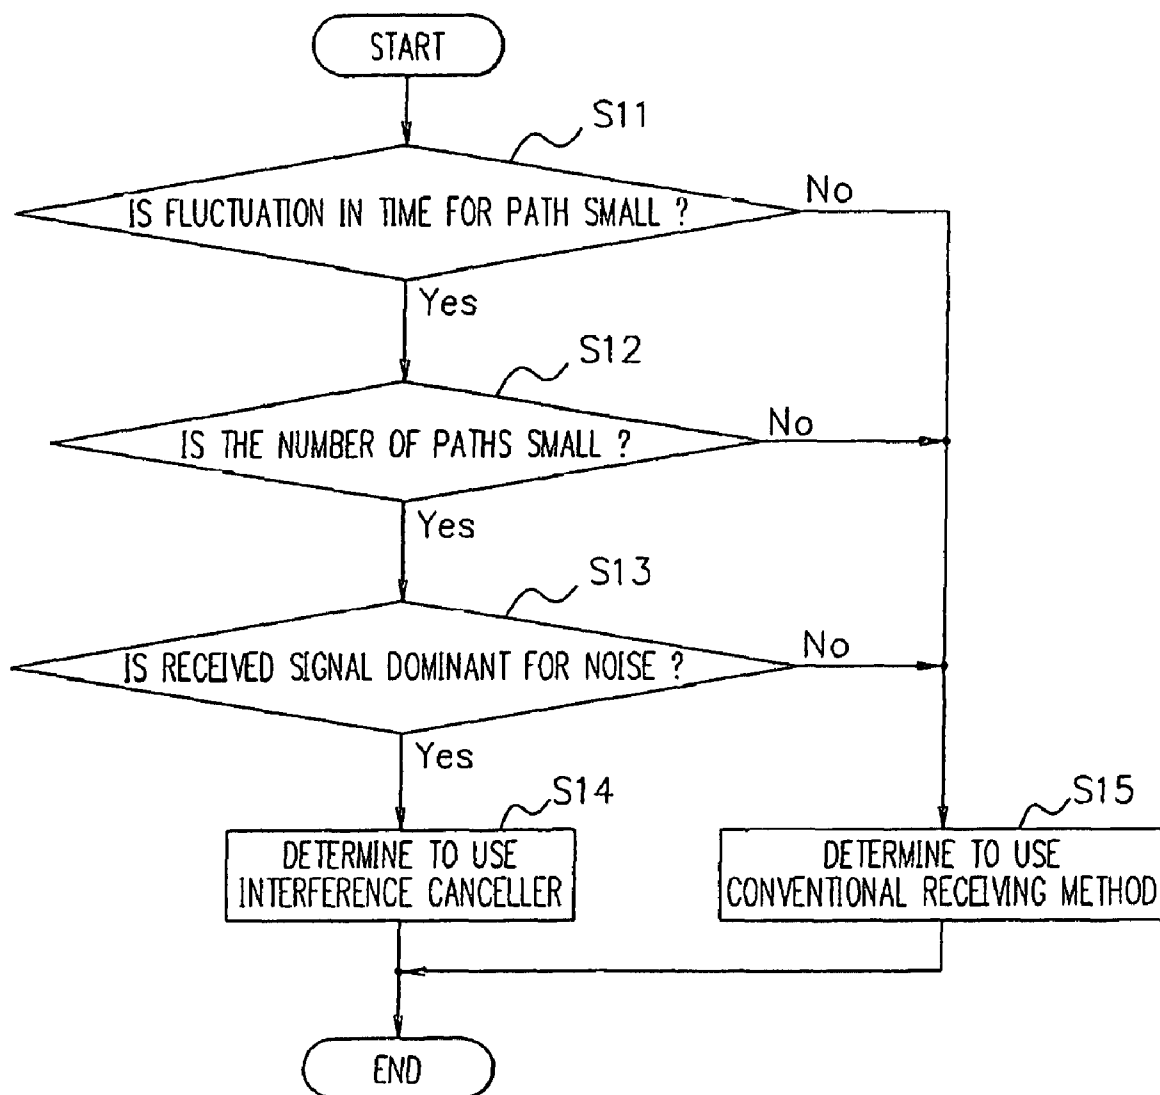 START
S11
IS FLUCTUATION IN TIME FOR PATH SMALL ?
No
Yes
S12
IS THE NUMBER OF PATHS SMALL ?
No
Yes
S13
IS RECEIVED SIGNAL DOMINANT FOR NOISE ?
No
Yes
S14
DETERMINE TO USE
INTERFERENCE CANCELLER
S15
DETERMINE TO USE
CONVENTIONAL RECEIVING METHOD
END